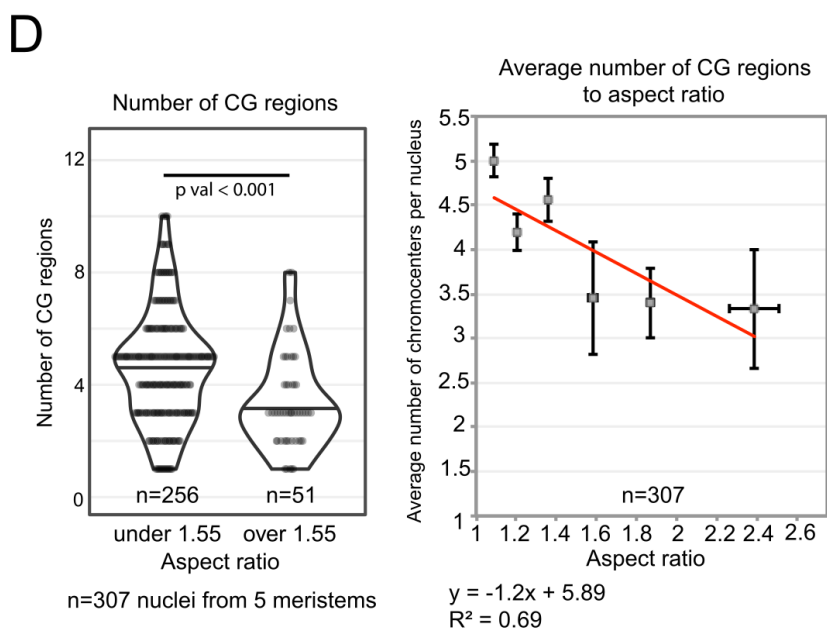 D
Number of CG regions
Number of CG regions
12
8
4
0
p val < 0.001
n=256
n=51
under 1.55
over 1.55
Aspect ratio
n=307 nuclei from 5 meristems
Average number of CG regions
to aspect ratio
Average number of chromocenters per nucleus
5.5
5
4.5
4
3.5
3
2.5
2
1.5
1
n=307
1 1.2 1.4 1.6 1.8 2 2.2 2.4 2.6
Aspect ratio
y = -1.2x + 5.89
R² = 0.69